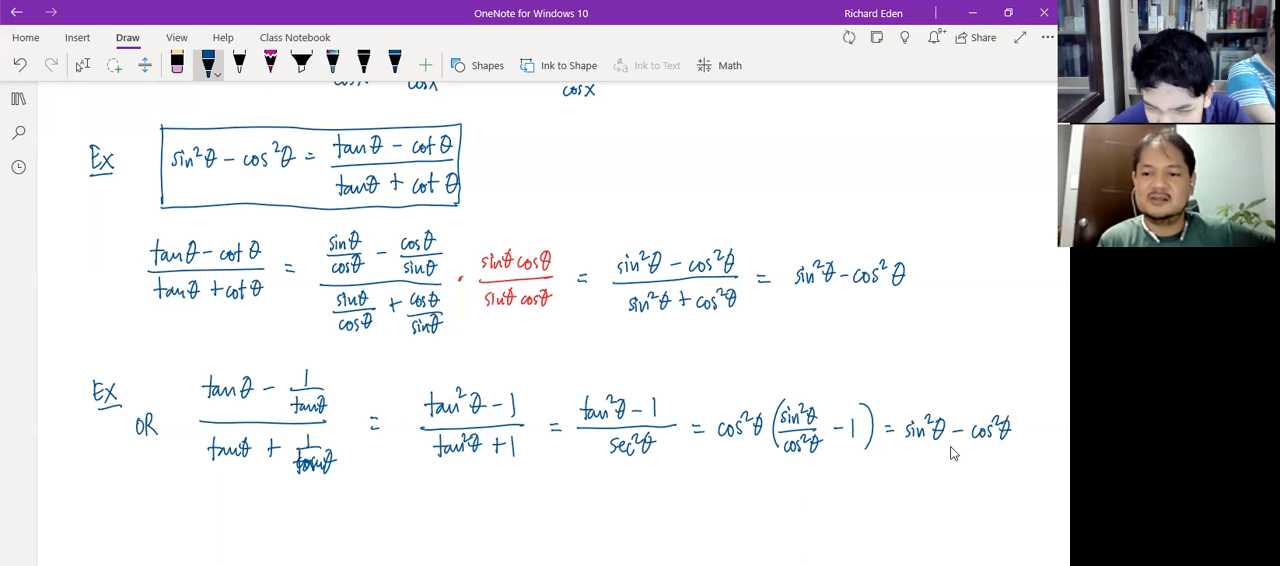 OneNote for Windows 10
Richard Eden
Home Insert Draw View Help Class Notebook
Share
Shapes Ink to Shape Ink to Text Math
cosx cosx cosx
Ex sin²θ − cos²θ = (tanθ − cotθ)/(tanθ + cotθ)
(tanθ − cotθ)/(tanθ + cotθ) = (sinθ/cosθ − cosθ/sinθ)/(sinθ/cosθ + cosθ/sinθ) · (sinθ cosθ)/(sinθ cosθ) = (sin²θ − cos²θ)/(sin²θ + cos²θ) = sin²θ − cos²θ
Ex
OR (tanθ − 1/tanθ)/(tanθ + 1/tanθ) = (tan²θ − 1)/(tan²θ + 1) = (tan²θ − 1)/sec²θ = cos²θ (sin²θ/cos²θ − 1) = sin²θ − cos²θ